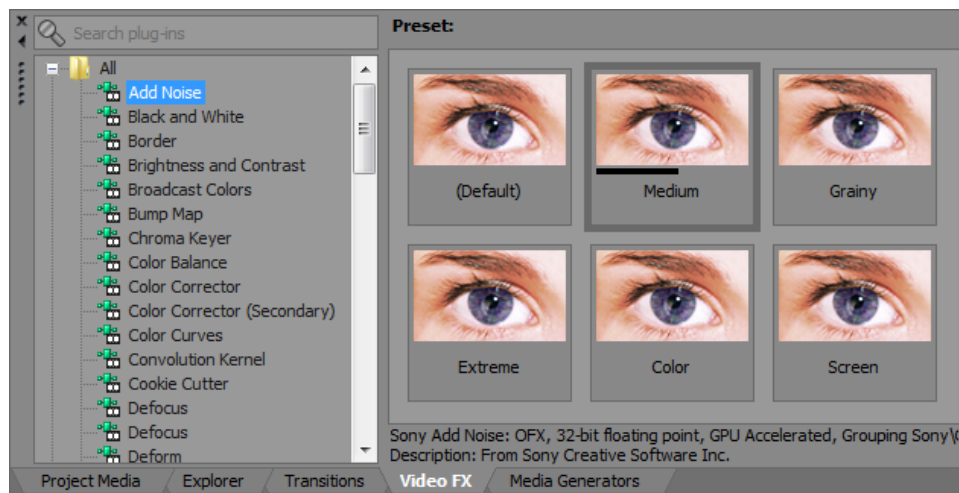 Search plug-ins
All
Add Noise
Black and White
Border
Brightness and Contrast
Broadcast Colors
Bump Map
Chroma Keyer
Color Balance
Color Corrector
Color Corrector (Secondary)
Color Curves
Convolution Kernel
Cookie Cutter
Defocus
Defocus
Deform
Preset:
(Default)
Medium
Grainy
Extreme
Color
Screen
Sony Add Noise: OFX, 32-bit floating point, GPU Accelerated, Grouping Sony\
Description: From Sony Creative Software Inc.
Project Media
Explorer
Transitions
Video FX
Media Generators